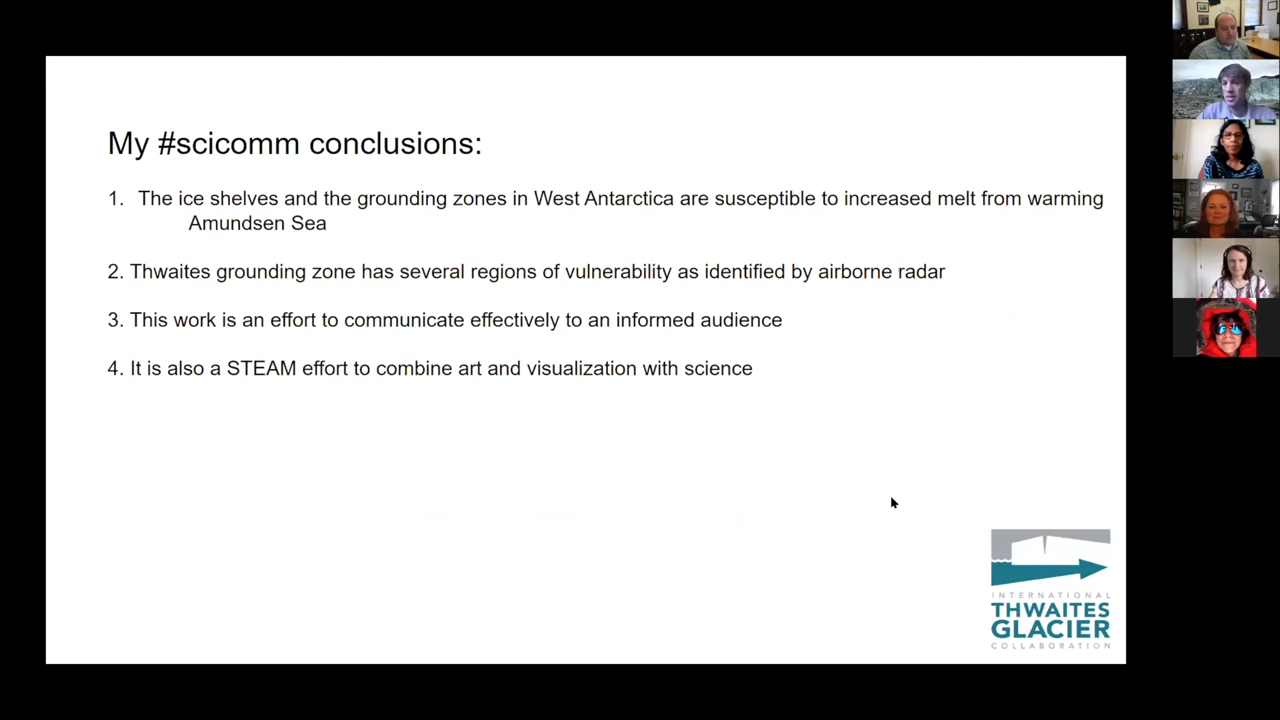 My #scicomm conclusions:
1. The ice shelves and the grounding zones in West Antarctica are susceptible to increased melt from warming
Amundsen Sea
2. Thwaites grounding zone has several regions of vulnerability as identified by airborne radar
3. This work is an effort to communicate effectively to an informed audience
4. It is also a STEAM effort to combine art and visualization with science
INTERNATIONAL
THWAITES
GLACIER
COLLABORATION